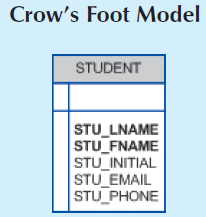 Crow's Foot Model
STUDENT
STU_LNAME
STU_FNAME
STU_INITIAL
STU_EMAIL
STU_PHONE